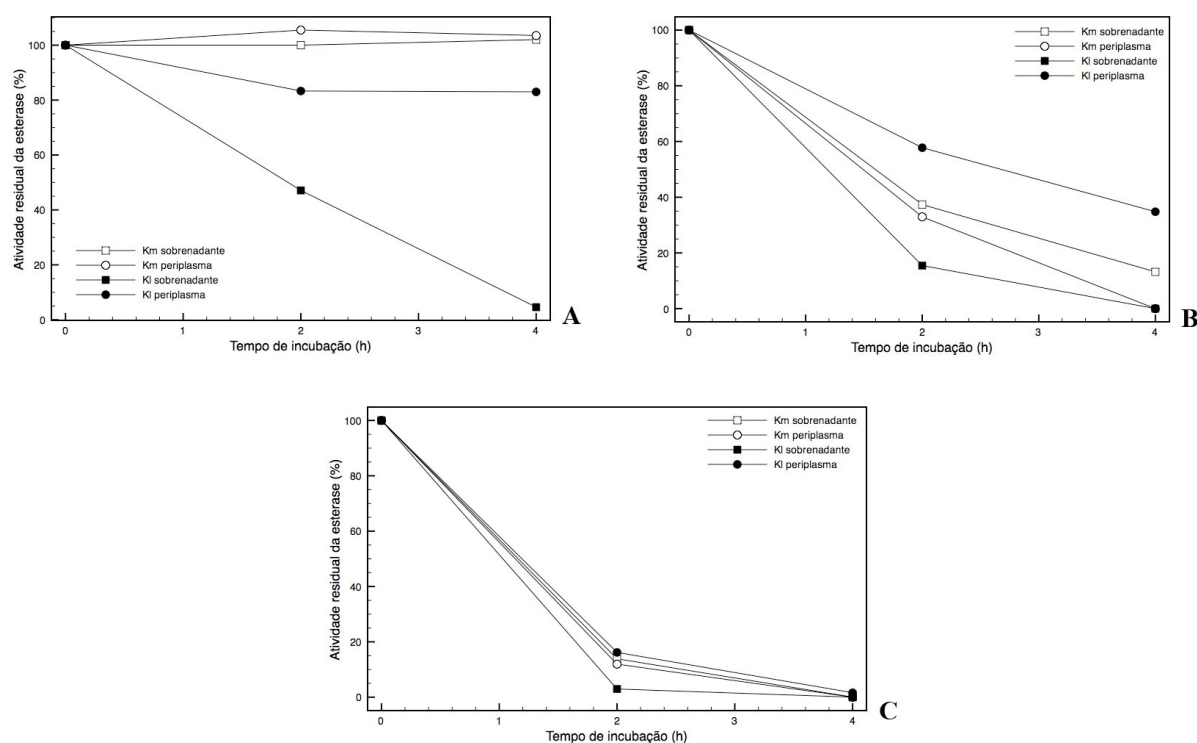 Atividade residual da esterase (%)
100
80
60
40
20
0
Km sobrenadante
Km periplasma
Kl sobrenadante
Kl periplasma
0 1 2 3 4
Tempo de incubação (h)
A
Atividade residual da esterase (%)
100
80
60
40
20
0
Km sobrenadante
Km periplasma
Kl sobrenadante
Kl periplasma
0 1 2 3 4
Tempo de incubação (h)
B
Atividade residual da esterase (%)
100
80
60
40
20
0
Km sobrenadante
Km periplasma
Kl sobrenadante
Kl periplasma
0 1 2 3 4
Tempo de incubação (h)
C